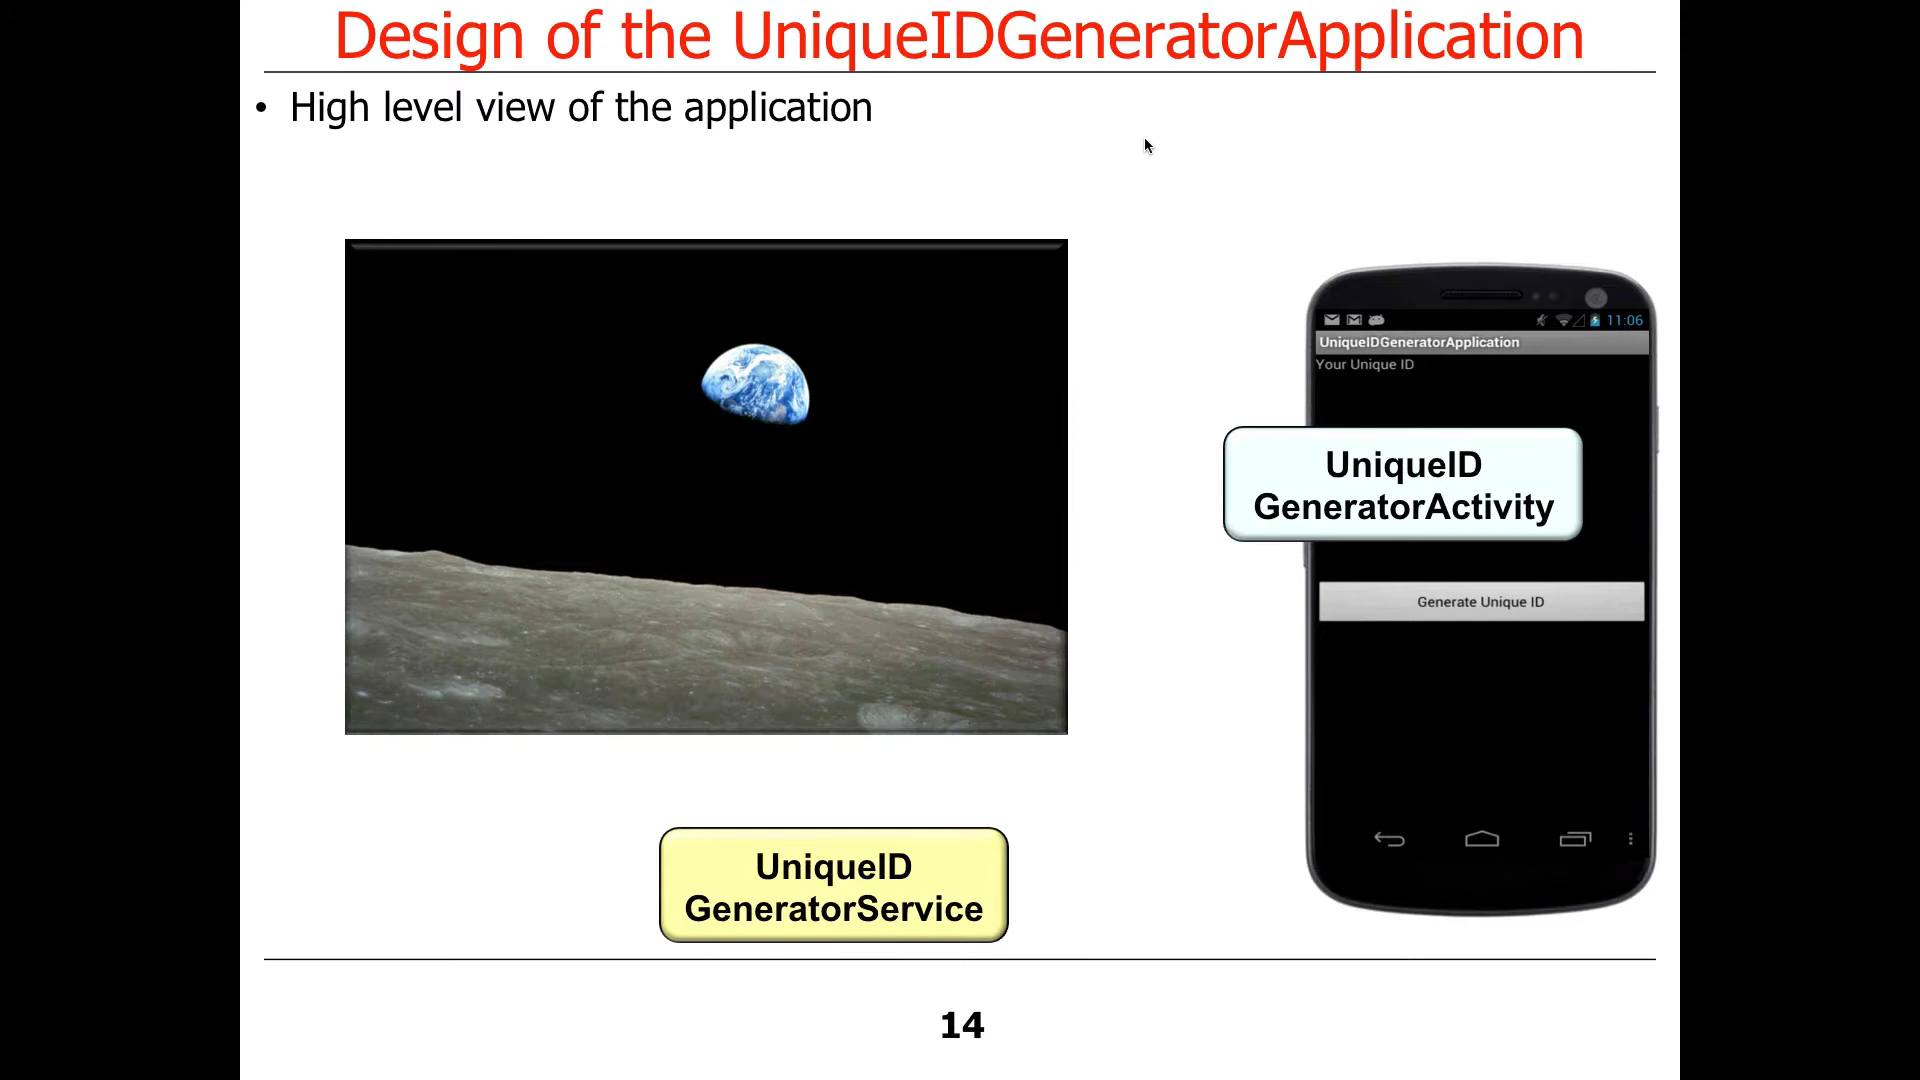 Design of the UniqueIDGeneratorApplication
• High level view of the application
11:06
UniqueIDGeneratorApplication
Your Unique ID
UniqueID
GeneratorActivity
Generate Unique ID
UniqueID
GeneratorService
14